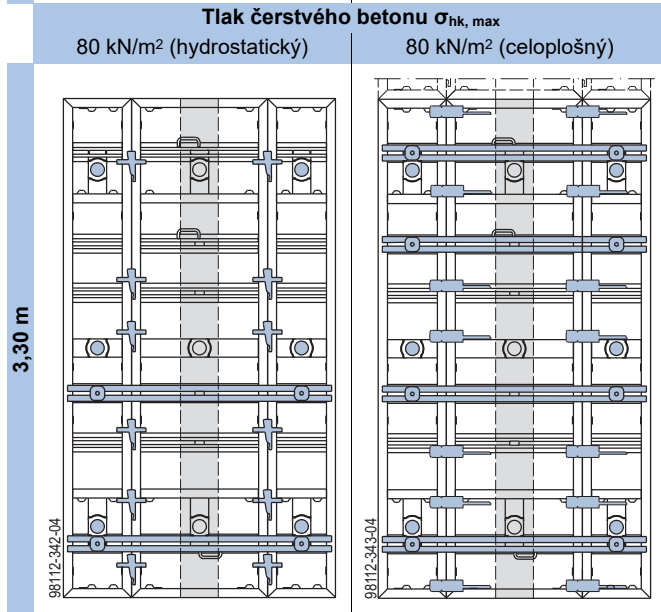 Tlak čerstvého betonu σhk, max
80 kN/m² (hydrostatický)
80 kN/m² (celoplošný)
3,30 m
98112-342-04
98112-343-04